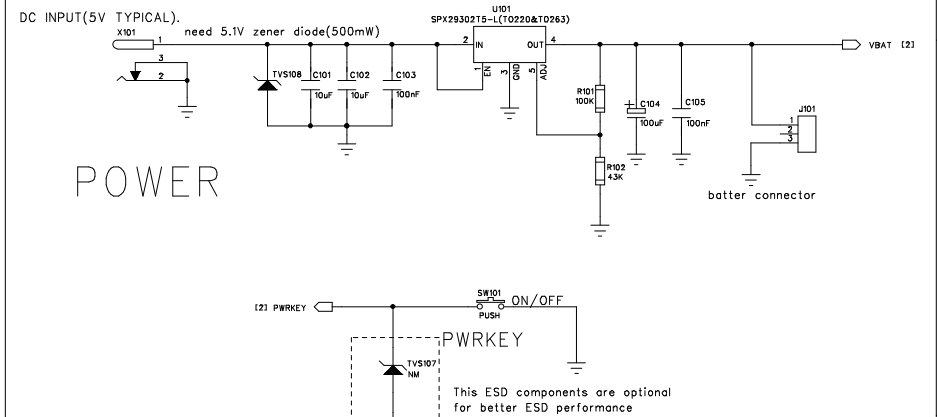 DC INPUT(5V TYPICAL).
X101
1
3
2
need 5.1V zener diode(500mW)
TVS108
C101
10uF
C102
10uF
C103
100nF
U101
SPX29302T5-L(TO220&TO263)
2 IN
OUT 4
EN
GND
ADJ
1
3
5
R101
100K
C104
100uF
C105
100nF
VBAT [2]
J101
1
2
3
R102
43K
batter connector
POWER
[2] PWRKEY
SW101
ON/OFF
PUSH
PWRKEY
TVS107
NM
This ESD components are optional
for better ESD performance